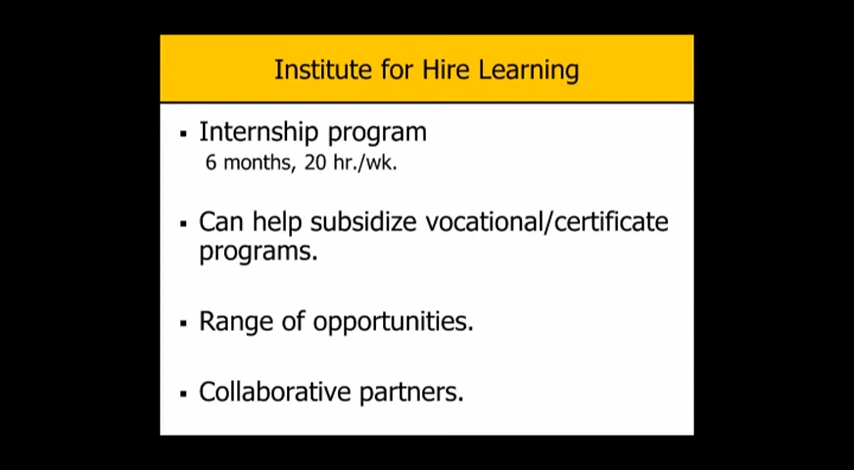 Institute for Hire Learning
▪ Internship program
6 months, 20 hr./wk.
▪ Can help subsidize vocational/certificate
programs.
▪ Range of opportunities.
▪ Collaborative partners.